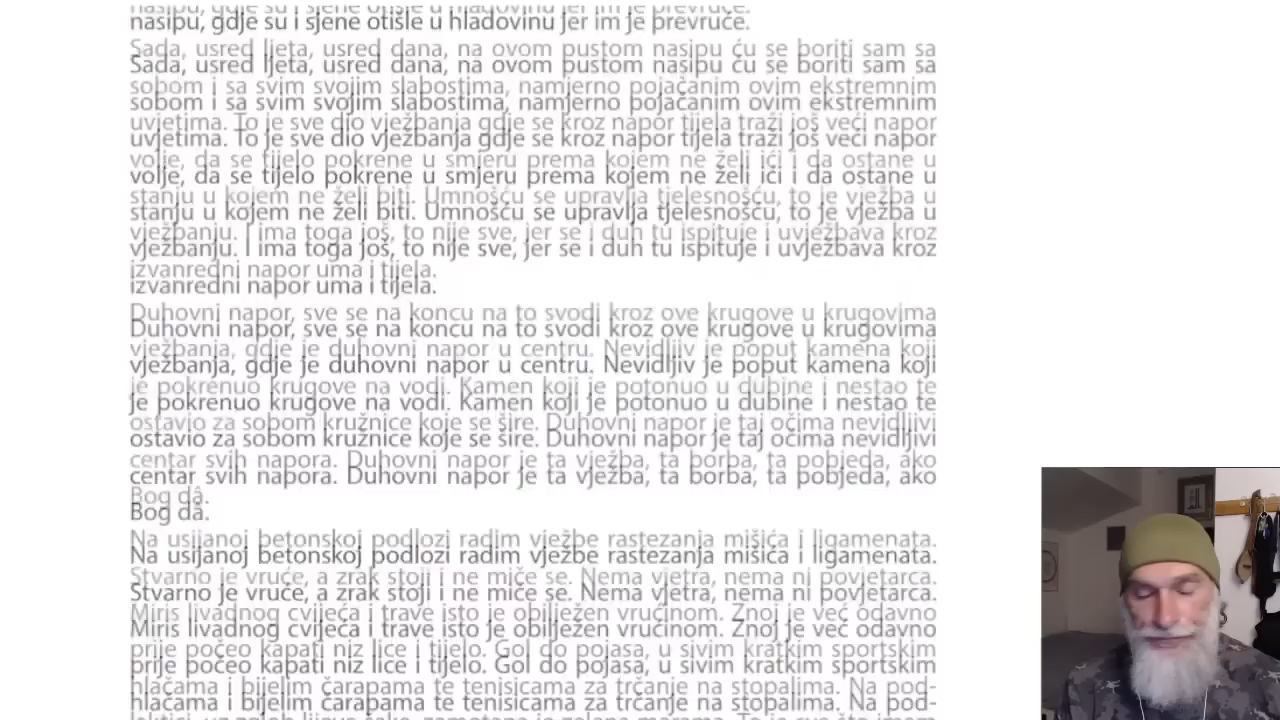 nasipu, gdje su i sjene otišle u hladovinu jer im je prevruće.
Sada, usred ljeta, usred dana, na ovom pustom nasipu ću se boriti sam sa
sobom i sa svim svojim slabostima, namjerno pojačanim ovim ekstremnim
uvjetima. To je sve dio vježbanja gdje se kroz napor tijela traži još veći napor
volje, da se tijelo pokrene u smjeru prema kojem ne želi ići i da ostane u
stanju u kojem ne želi biti. Umnošću se upravlja tjelesnošću, to je vježba u
vježbanju. I ima toga još, to nije sve, jer se i duh tu ispituje i uvježbava kroz
izvanredni napor uma i tijela.
Duhovni napor, sve se na koncu na to svodi kroz ove krugove u krugovima
vježbanja, gdje je duhovni napor u centru. Nevidljiv je poput kamena koji
je pokrenuo krugove na vodi. Kamen koji je potonuo u dubine i nestao te
ostavio za sobom kružnice koje se šire. Duhovni napor je taj očima nevidljivi
centar svih napora. Duhovni napor je ta vježba, ta borba, ta pobjeda, ako
Bog dâ.
Na usijanoj betonskoj podlozi radim vježbe rastezanja mišića i ligamenata.
Stvarno je vruće, a zrak stoji i ne miče se. Nema vjetra, nema ni povjetarca.
Miris livadnog cvijeća i trave isto je obilježen vrućinom. Znoj je već odavno
prije počeo kapati niz lice i tijelo. Gol do pojasa, u sivim kratkim sportskim
hlačama i bijelim čarapama te tenisicama za trčanje na stopalima. Na pod-